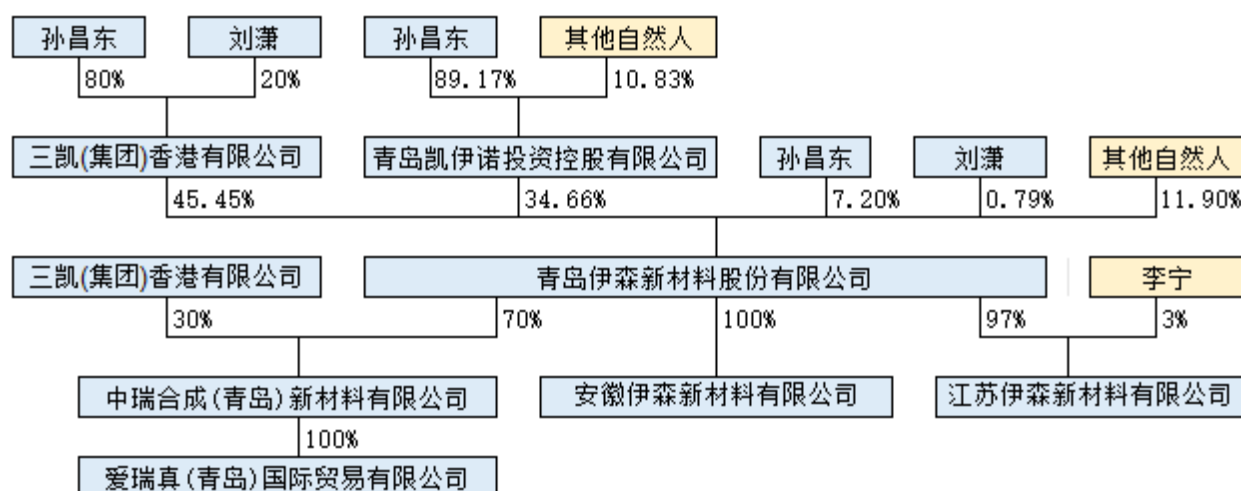 孙昌东 刘潇 孙昌东 其他自然人
80% 20% 89.17% 10.83%
三凯(集团)香港有限公司 青岛凯伊诺投资控股有限公司 孙昌东 刘潇 其他自然人
45.45% 34.66% 7.20% 0.79% 11.90%
三凯(集团)香港有限公司 青岛伊森新材料股份有限公司 李宁
30% 70% 100% 97% 3%
中瑞合成(青岛)新材料有限公司 安徽伊森新材料有限公司 江苏伊森新材料有限公司
100%
爱瑞真(青岛)国际贸易有限公司